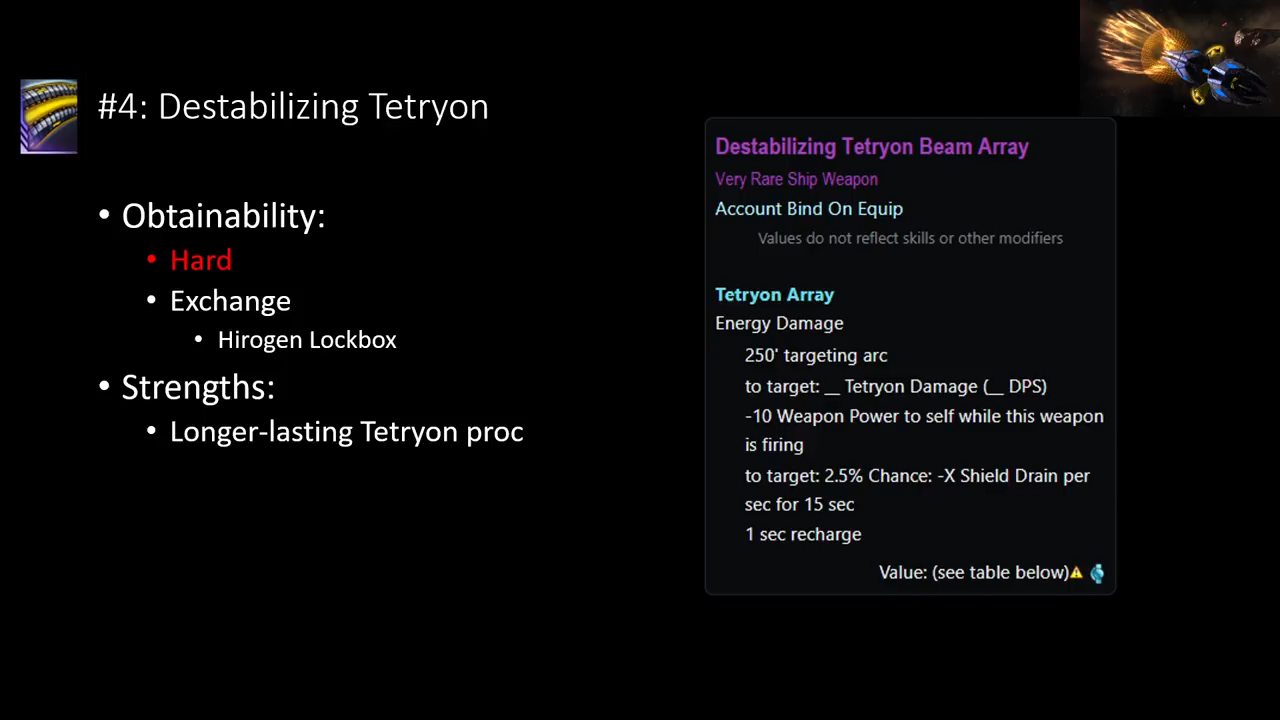 #4: Destabilizing Tetryon
• Obtainability:
• Hard
• Exchange
• Hirogen Lockbox
• Strengths:
• Longer-lasting Tetryon proc
Destabilizing Tetryon Beam Array
Very Rare Ship Weapon
Account Bind On Equip
Values do not reflect skills or other modifiers
Tetryon Array
Energy Damage
250' targeting arc
to target: __ Tetryon Damage (__ DPS)
-10 Weapon Power to self while this weapon
is firing
to target: 2.5% Chance: -X Shield Drain per
sec for 15 sec
1 sec recharge
Value: (see table below)